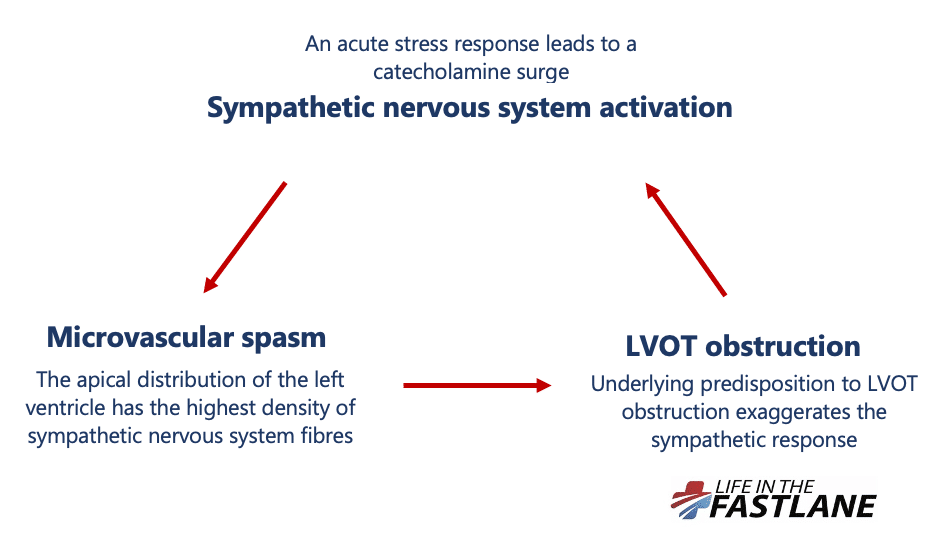 An acute stress response leads to a
catecholamine surge
Sympathetic nervous system activation
Microvascular spasm
The apical distribution of the left
ventricle has the highest density of
sympathetic nervous system fibres
LVOT obstruction
Underlying predisposition to LVOT
obstruction exaggerates the
sympathetic response
LIFE IN THE
FASTLANE